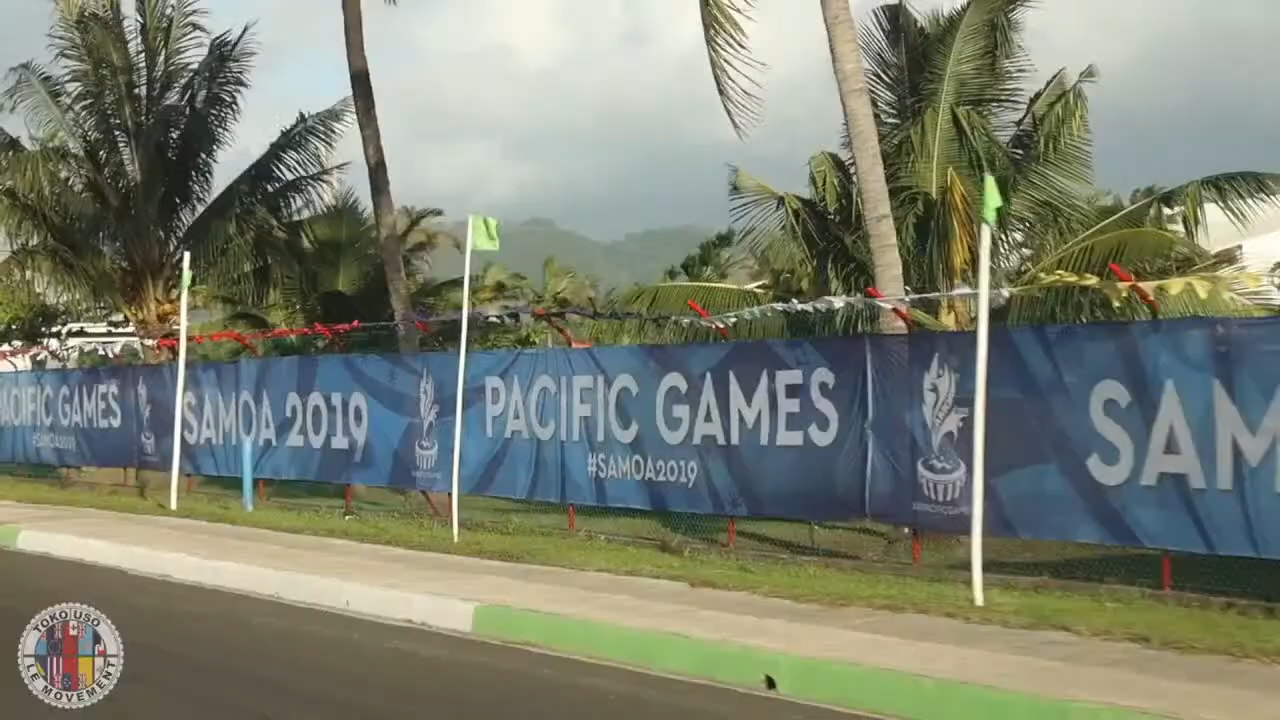 PACIFIC GAMES
#SAMOA2019
SAMOA 2019
PACIFIC GAMES
#SAMOA2019
SAM
TOKO USO
LE MOVEMENT